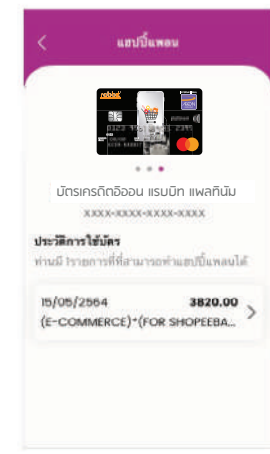 แฮปปี้แพลน
rabbit
AEON
บัตรเครดิตอิออน แรบบิท แพลทินัม
xxxx-xxxx-xxxx-xxxx
ประวัติการใช้บัตร
ท่านมี 1รายการที่ที่สามารถทำแฮปปี้แพลนได้
15/05/2564 3820.00
(E-COMMERCE)*(FOR SHOPEEBA...